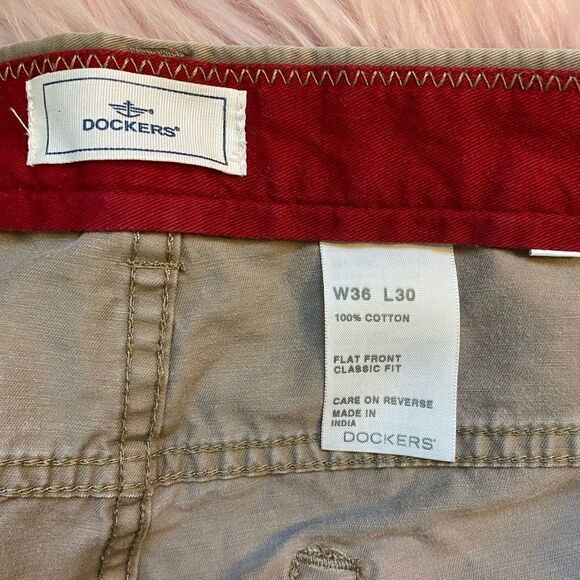 DOCKERS®
W36 L30
100% COTTON
FLAT FRONT
CLASSIC FIT
CARE ON REVERSE
MADE IN
INDIA
DOCKERS®